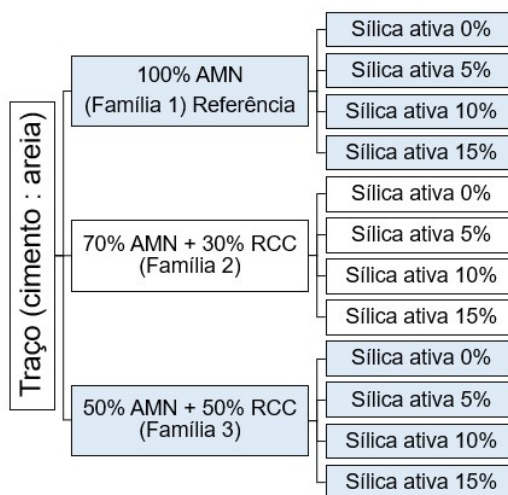 Traço (cimento : areia)
100% AMN
(Família 1) Referência
Sílica ativa 0%
Sílica ativa 5%
Sílica ativa 10%
Sílica ativa 15%
70% AMN + 30% RCC
(Família 2)
Sílica ativa 0%
Sílica ativa 5%
Sílica ativa 10%
Sílica ativa 15%
50% AMN + 50% RCC
(Família 3)
Sílica ativa 0%
Sílica ativa 5%
Sílica ativa 10%
Sílica ativa 15%